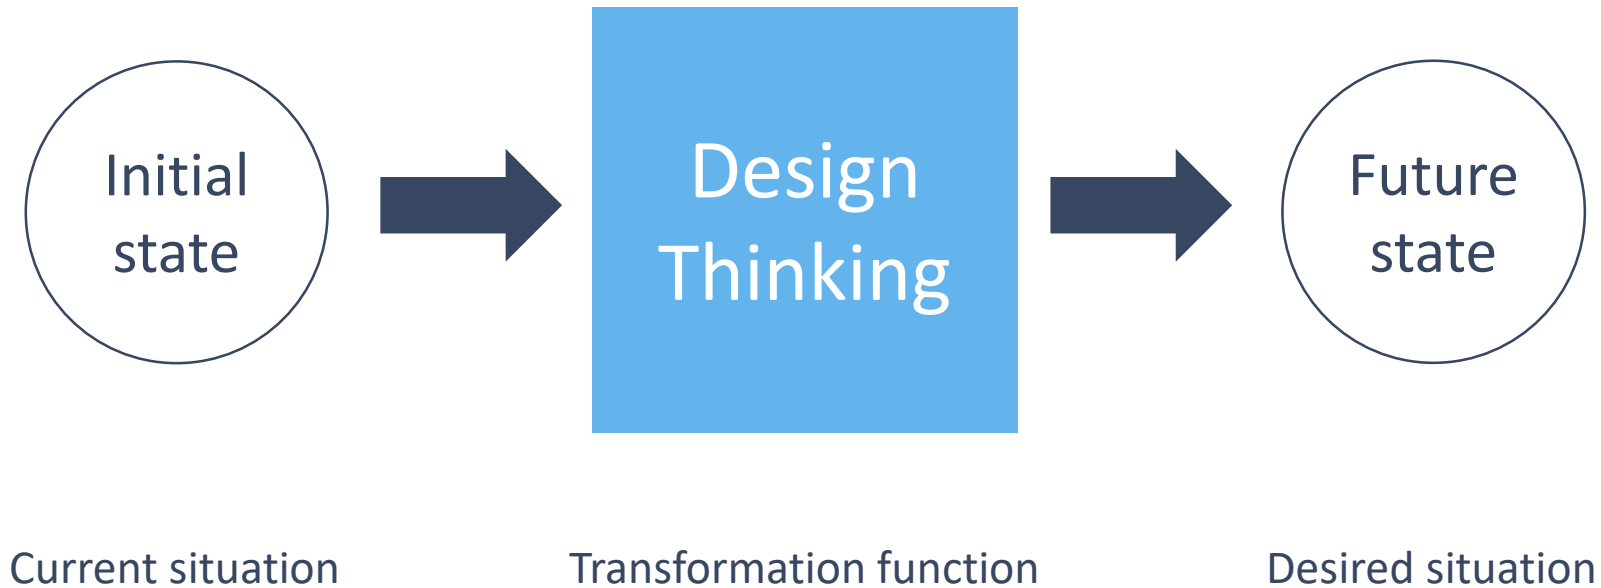 Initial
state
Design
Thinking
Future
state
Current situation
Transformation function
Desired situation